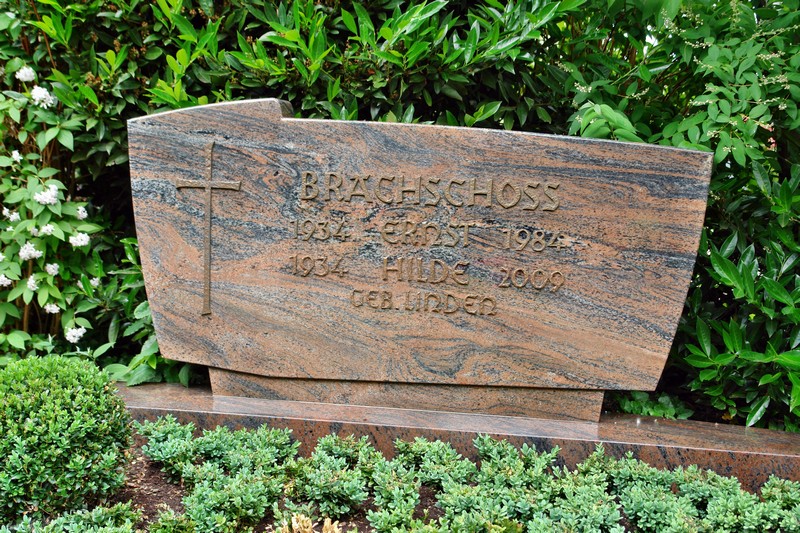 BRACHSCHOSS
1934 ERNST 1984
1934 HILDE 2009
GEB. LINDEN